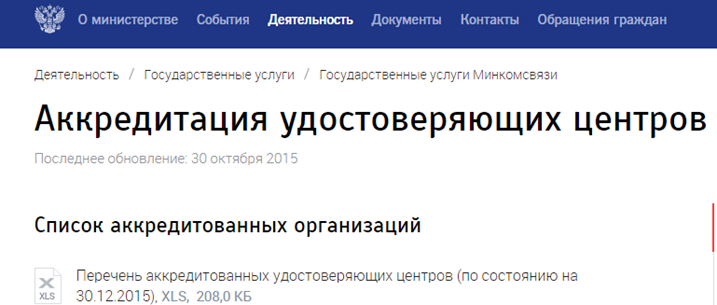 О министерстве События Деятельность Документы Контакты Обращения граждан
Деятельность / Государственные услуги / Государственные услуги Минкомсвязи
Аккредитация удостоверяющих центров
Последнее обновление: 30 октября 2015
Список аккредитованных организаций
Перечень аккредитованных удостоверяющих центров (по состоянию на
XLS 30.12.2015), XLS, 208,0 КБ